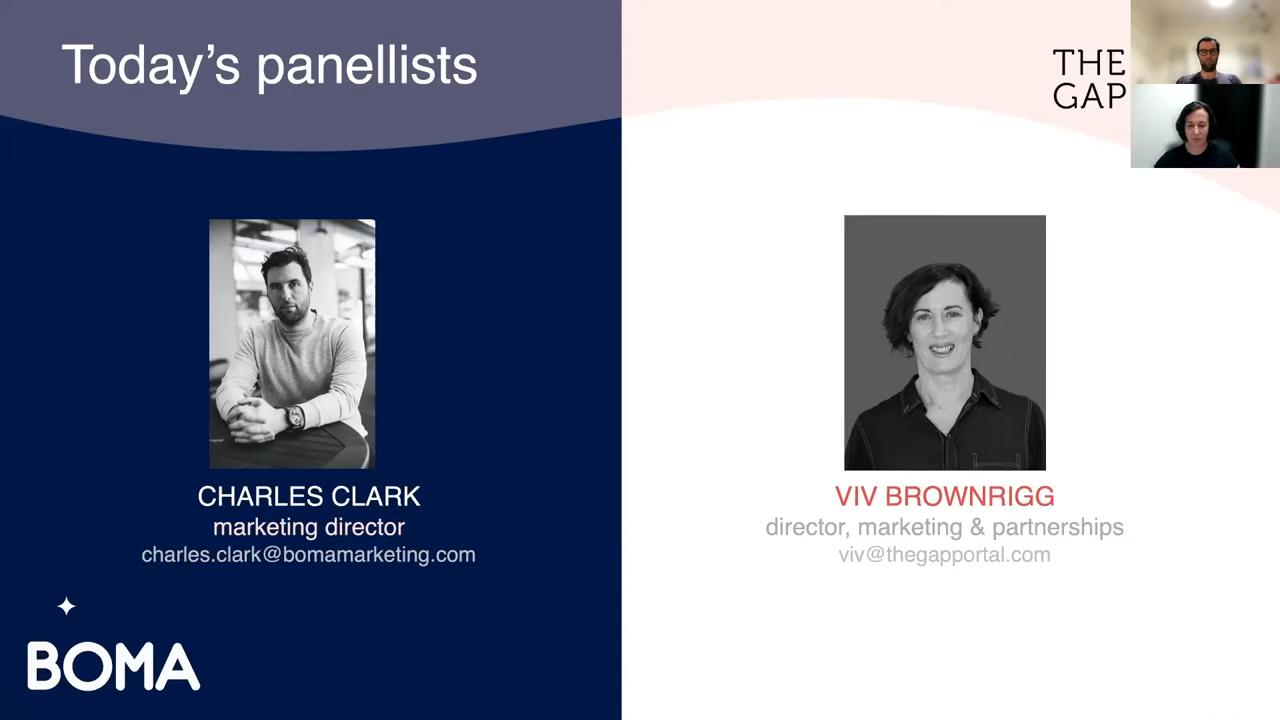 Today's panellists
THE
GAP
CHARLES CLARK
marketing director
charles.clark@bomamarketing.com
VIV BROWNRIGG
director, marketing & partnerships
viv@thegapportal.com
BOMA